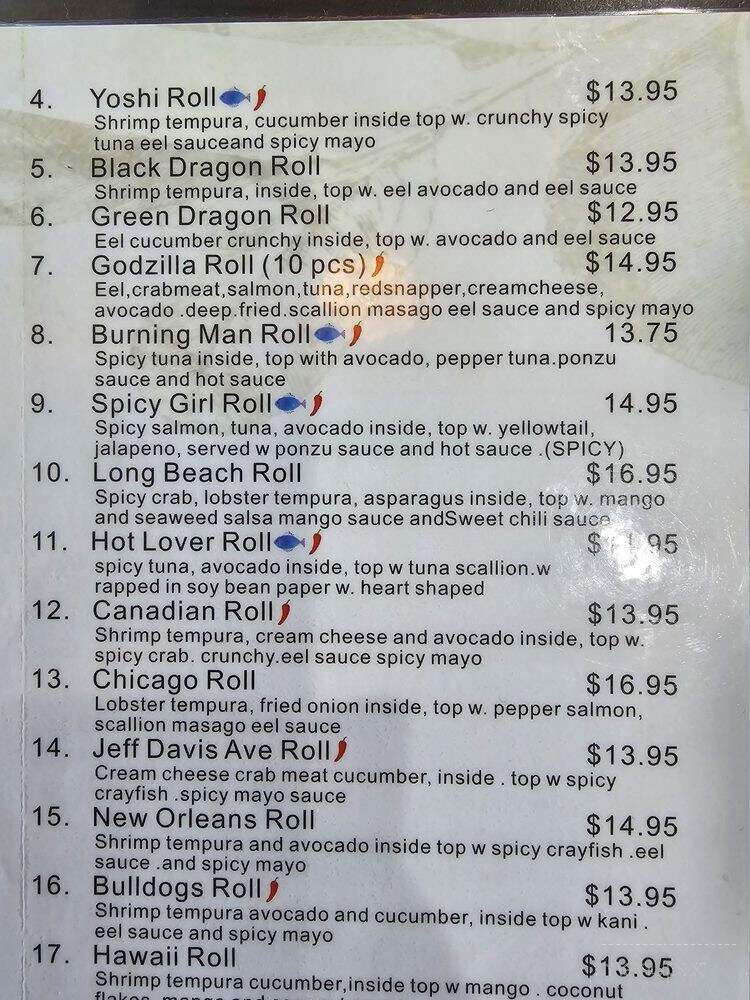 4. Yoshi Roll $13.95
Shrimp tempura, cucumber inside top w. crunchy spicy
tuna eel sauceand spicy mayo
5. Black Dragon Roll $13.95
Shrimp tempura, inside, top w. eel avocado and eel sauce
6. Green Dragon Roll $12.95
Eel cucumber crunchy inside, top w. avocado and eel sauce
7. Godzilla Roll (10 pcs) $14.95
Eel,crabmeat,salmon,tuna,redsnapper,creamcheese,
avocado .deep.fried.scallion masago eel sauce and spicy mayo
8. Burning Man Roll 13.75
Spicy tuna inside, top with avocado, pepper tuna.ponzu
sauce and hot sauce
9. Spicy Girl Roll 14.95
Spicy salmon, tuna, avocado inside, top w. yellowtail,
jalapeno, served w ponzu sauce and hot sauce .(SPICY)
10. Long Beach Roll $16.95
Spicy crab, lobster tempura, asparagus inside, top w. mango
and seaweed salsa mango sauce andSweet chili sauce
11. Hot Lover Roll
spicy tuna, avocado inside, top w tuna scallion.w
rapped in soy bean paper w. heart shaped
12. Canadian Roll $13.95
Shrimp tempura, cream cheese and avocado inside, top w.
spicy crab. crunchy.eel sauce spicy mayo
13. Chicago Roll $16.95
Lobster tempura, fried onion inside, top w. pepper salmon,
scallion masago eel sauce
14. Jeff Davis Ave Roll $13.95
Cream cheese crab meat cucumber, inside . top w spicy
crayfish .spicy mayo sauce
15. New Orleans Roll $14.95
Shrimp tempura and avocado inside top w spicy crayfish .eel
sauce .and spicy mayo
16. Bulldogs Roll $13.95
Shrimp tempura avocado and cucumber, inside top w kani .
eel sauce and spicy mayo
17. Hawaii Roll $13.95
Shrimp tempura cucumber,inside top w mango . coconut